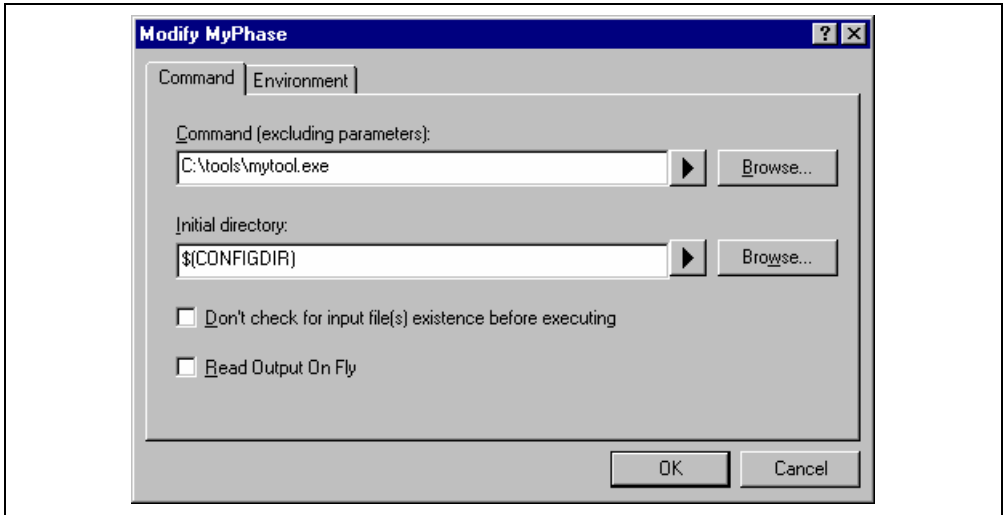 Modify MyPhase
Command Environment
Command (excluding parameters):
C:\tools\mytool.exe Browse...
Initial directory:
$(CONFIGDIR) Browse...
Don't check for input file(s) existence before executing
Read Output On Fly
OK Cancel